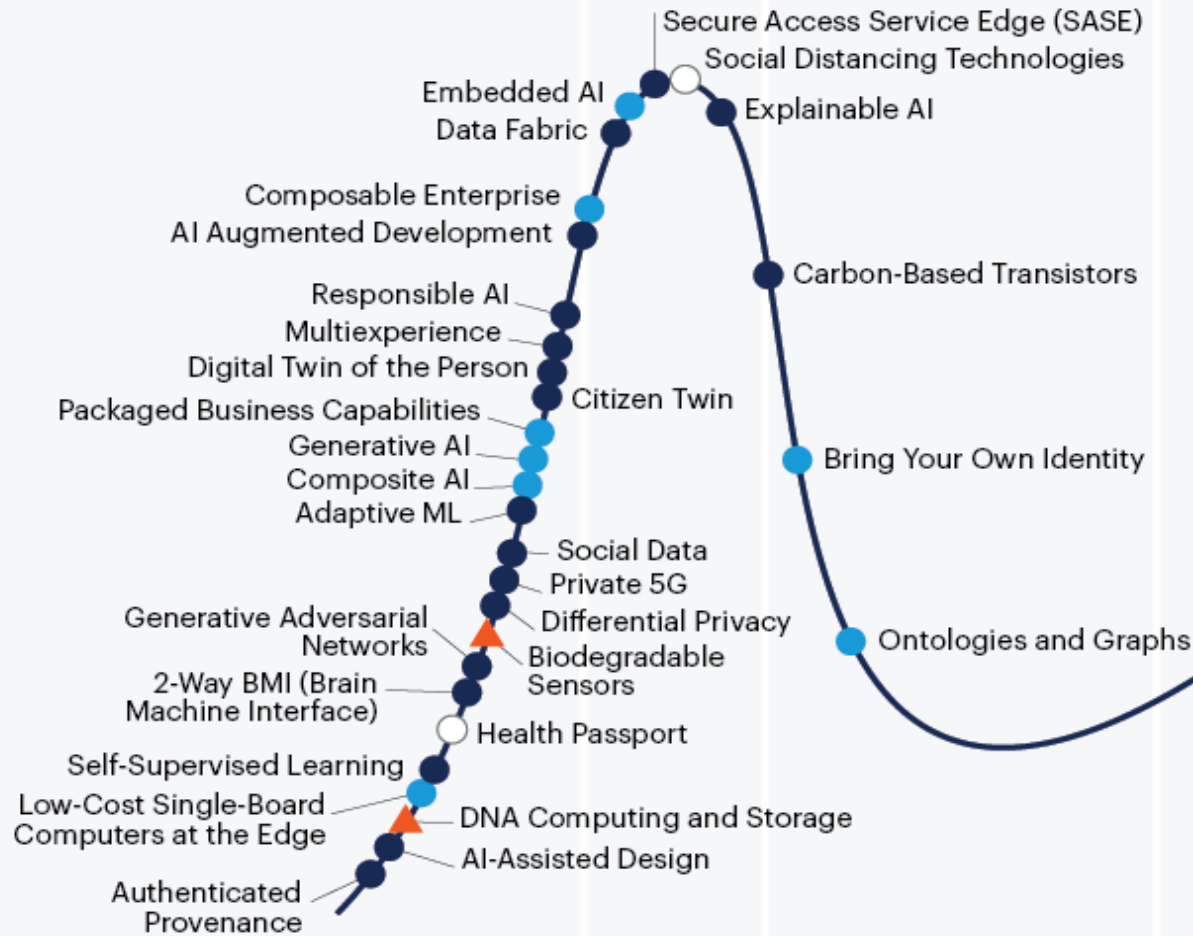 Secure Access Service Edge (SASE)
Social Distancing Technologies
Embedded AI
Explainable AI
Data Fabric
Composable Enterprise
AI Augmented Development
Carbon-Based Transistors
Responsible AI
Multiexperience
Digital Twin of the Person
Citizen Twin
Packaged Business Capabilities
Generative AI
Bring Your Own Identity
Composite AI
Adaptive ML
Social Data
Private 5G
Generative Adversarial
Networks
Differential Privacy
Ontologies and Graphs
Biodegradable
Sensors
2-Way BMI (Brain
Machine Interface)
Health Passport
Self-Supervised Learning
Low-Cost Single-Board
Computers at the Edge
DNA Computing and Storage
AI-Assisted Design
Authenticated
Provenance